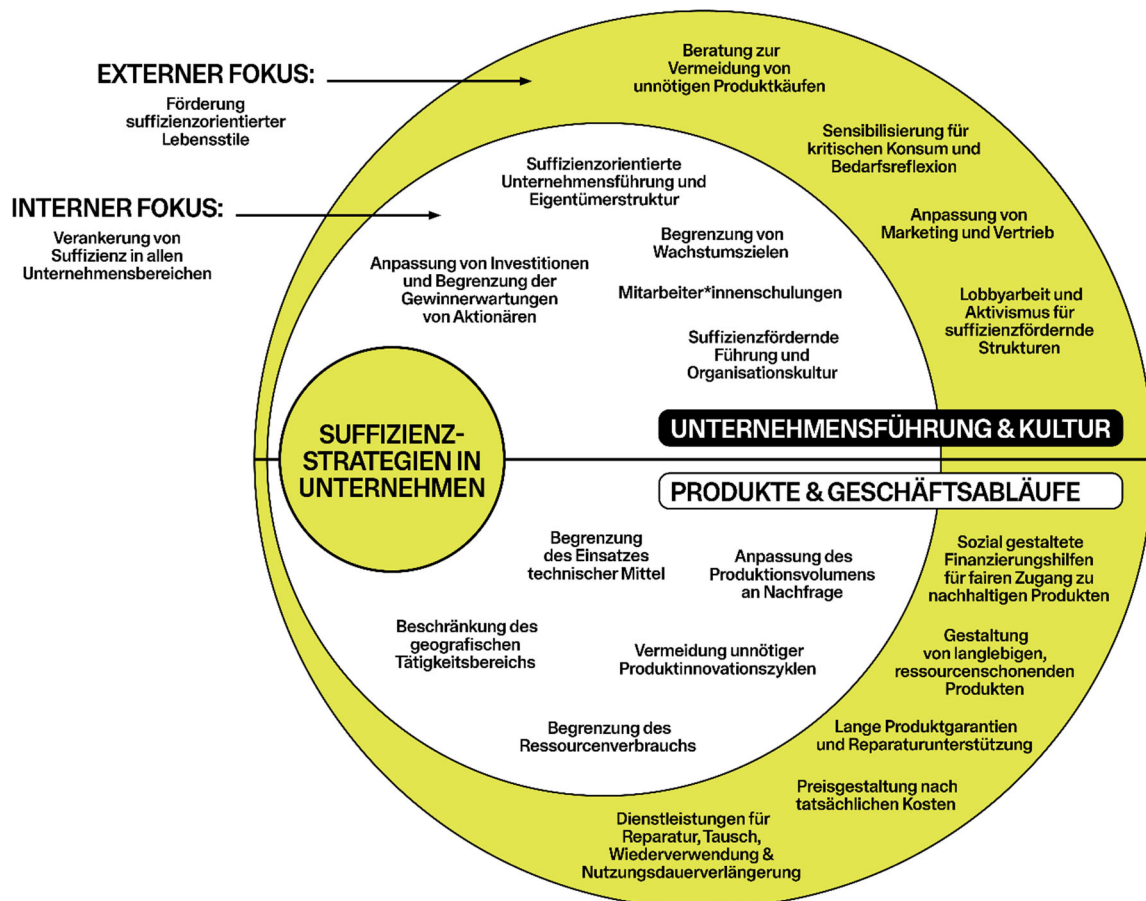 EXTERNER FOKUS:
Förderung
suffizienzorientierter
Lebensstile
INTERNER FOKUS:
Verankerung von
Suffizienz in allen
Unternehmensbereichen
Beratung zur
Vermeidung von
unnötigen Produktkäufen
Sensibilisierung für
kritischen Konsum und
Bedarfsreflexion
Anpassung von
Marketing und Vertrieb
Lobbyarbeit und
Aktivismus für
suffizienzfördernde
Strukturen
Suffizienzorientierte
Unternehmensführung und
Eigentümerstruktur
Begrenzung von
Wachstumszielen
Anpassung von Investitionen
und Begrenzung der
Gewinnerwartungen
von Aktionären
Mitarbeiter*innenschulungen
Suffizienzfördernde
Führung und
Organisationskultur
SUFFIZIENZ-
STRATEGIEN IN
UNTERNEHMEN
UNTERNEHMENSFÜHRUNG & KULTUR
PRODUKTE & GESCHÄFTSABLÄUFE
Begrenzung
des Einsatzes
technischer Mittel
Anpassung des
Produktionsvolumens
an Nachfrage
Beschränkung des
geografischen
Tätigkeitsbereichs
Vermeidung unnötiger
Produktinnovationszyklen
Begrenzung des
Ressourcenverbrauchs
Sozial gestaltete
Finanzierungshilfen
für fairen Zugang zu
nachhaltigen Produkten
Gestaltung
von langlebigen,
ressourcenschonenden
Produkten
Lange Produktgarantien
und Reparaturunterstützung
Preisgestaltung nach
tatsächlichen Kosten
Dienstleistungen für
Reparatur, Tausch,
Wiederverwendung &
Nutzungsdauerverlängerung